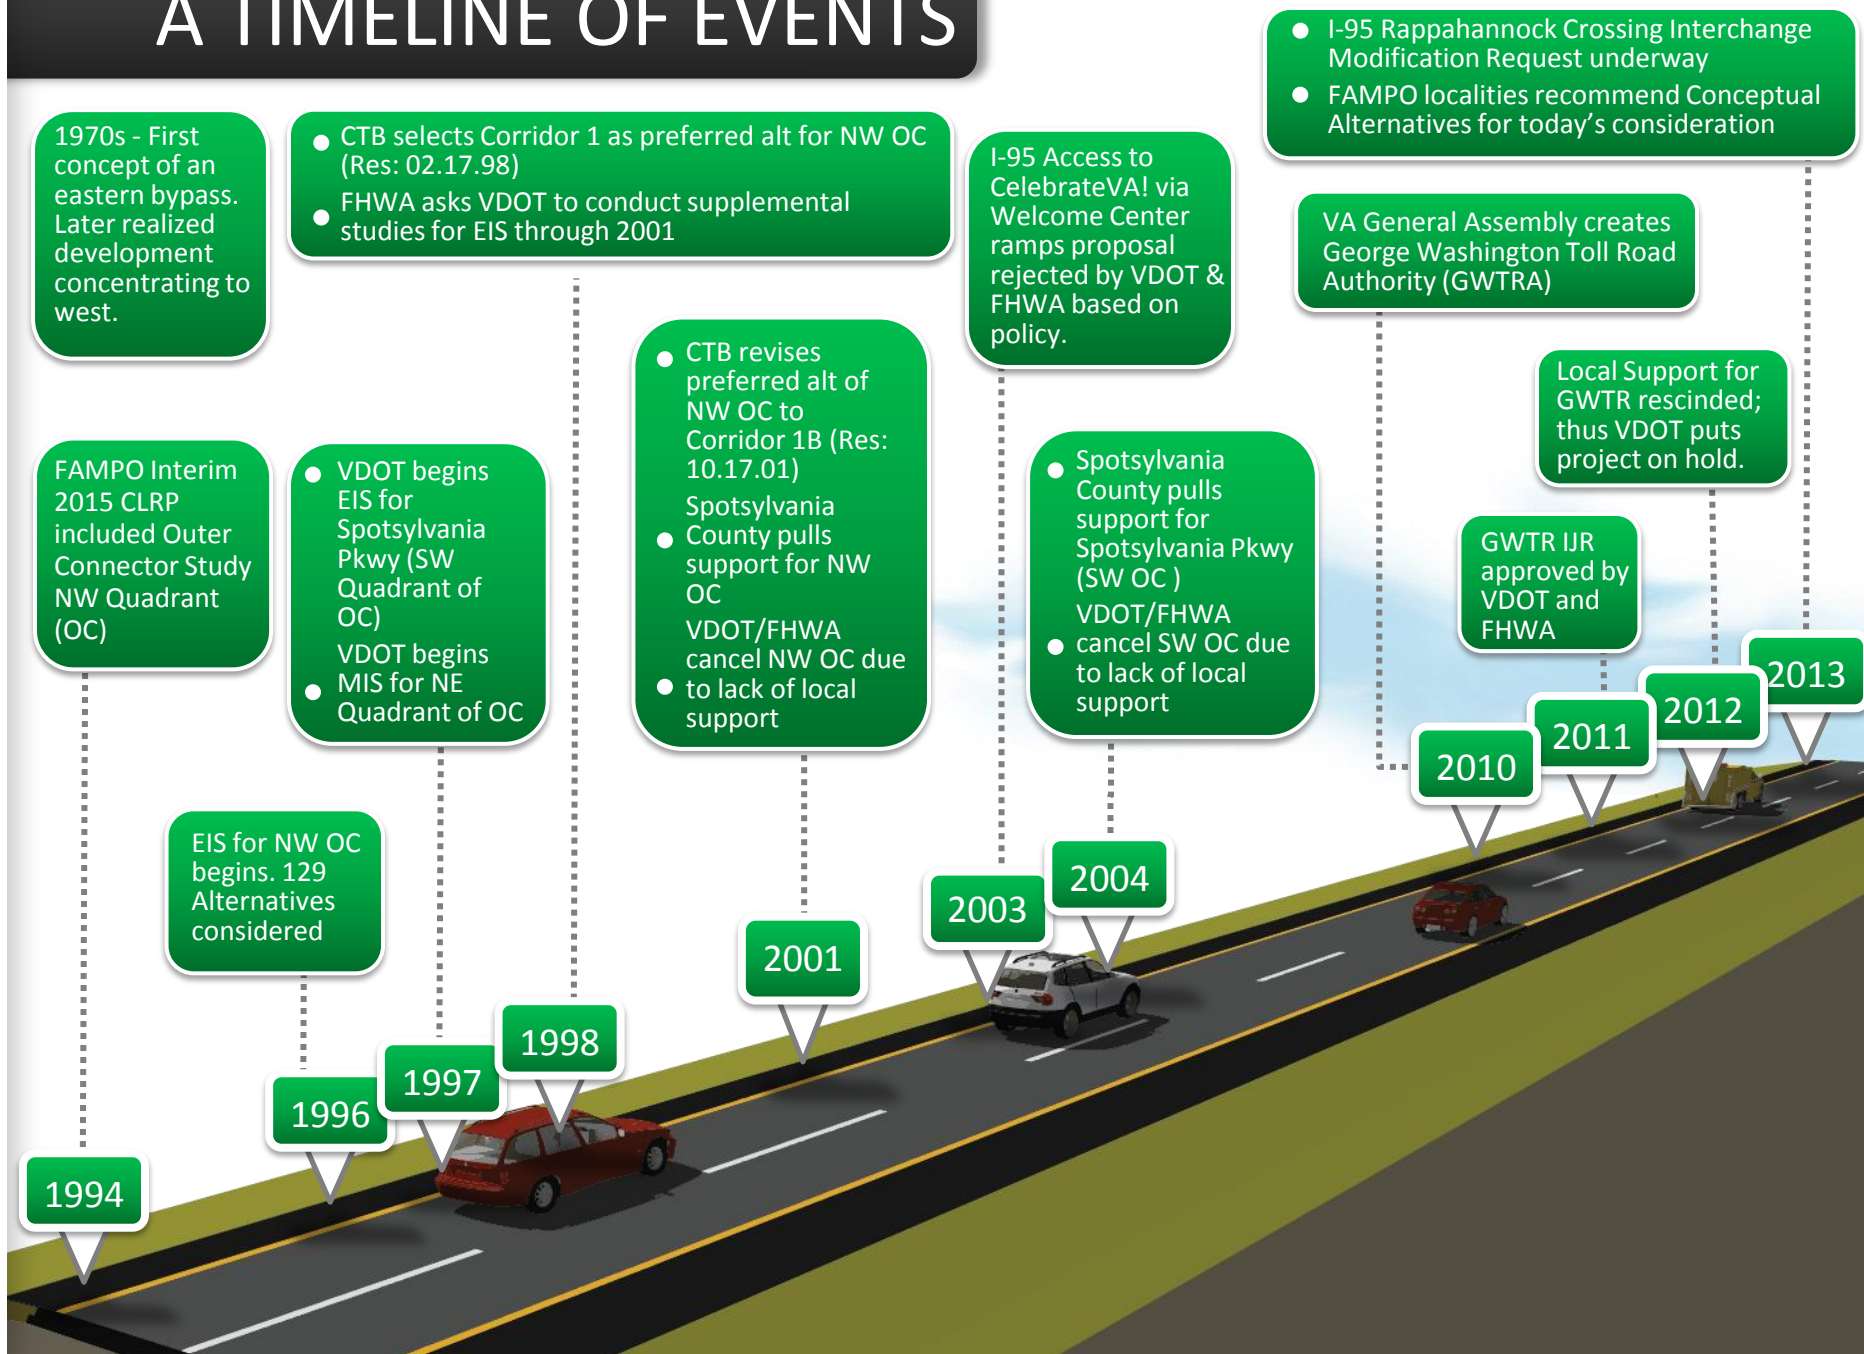 A TIMELINE OF EVENTS
1970s - First
concept of an
eastern bypass.
Later realized
development
concentrating to
west.
● CTB selects Corridor 1 as preferred alt for NW OC
(Res: 02.17.98)
● FHWA asks VDOT to conduct supplemental
studies for EIS through 2001
I-95 Access to
CelebrateVA! via
Welcome Center
ramps proposal
rejected by VDOT &
FHWA based on
policy.
● I-95 Rappahannock Crossing Interchange
Modification Request underway
● FAMPO localities recommend Conceptual
Alternatives for today's consideration
VA General Assembly creates
George Washington Toll Road
Authority (GWTRA)
Local Support for
GWTR rescinded;
thus VDOT puts
project on hold.
FAMPO Interim
2015 CLRP
included Outer
Connector Study
NW Quadrant
(OC)
● VDOT begins
EIS for
Spotsylvania
Pkwy (SW
Quadrant of
OC)
● VDOT begins
MIS for NE
Quadrant of OC
● CTB revises
preferred alt of
NW OC to
Corridor 1B (Res:
10.17.01)
● Spotsylvania
County pulls
support for NW
OC
● VDOT/FHWA
cancel NW OC due
to lack of local
support
● Spotsylvania
County pulls
support for
Spotsylvania Pkwy
(SW OC )
● VDOT/FHWA
cancel SW OC due
to lack of local
support
GWTR IJR
approved by
VDOT and
FHWA
EIS for NW OC
begins. 129
Alternatives
considered
1994
1996
1997
1998
2001
2003
2004
2010
2011
2012
2013